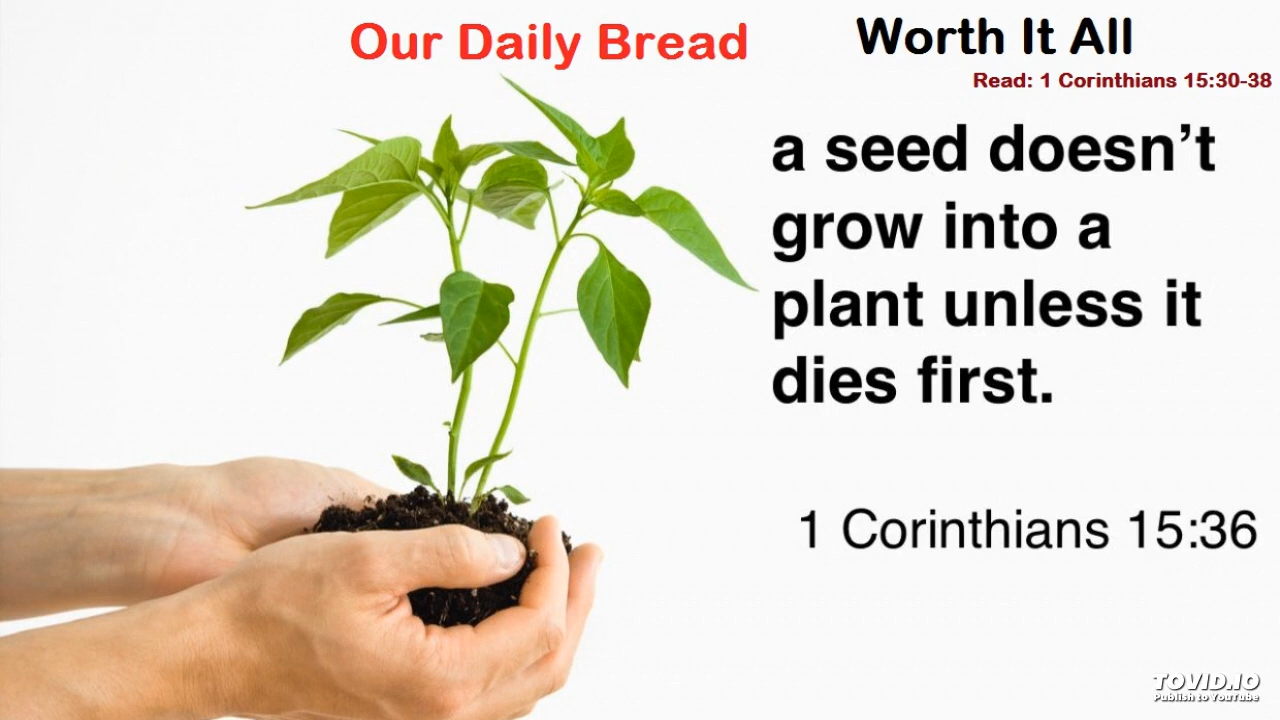 Our Daily Bread
Worth It All
Read: 1 Corinthians 15:30-38
a seed doesn’t
grow into a
plant unless it
dies first.
1 Corinthians 15:36
TOVID.IO
Publish to YouTube